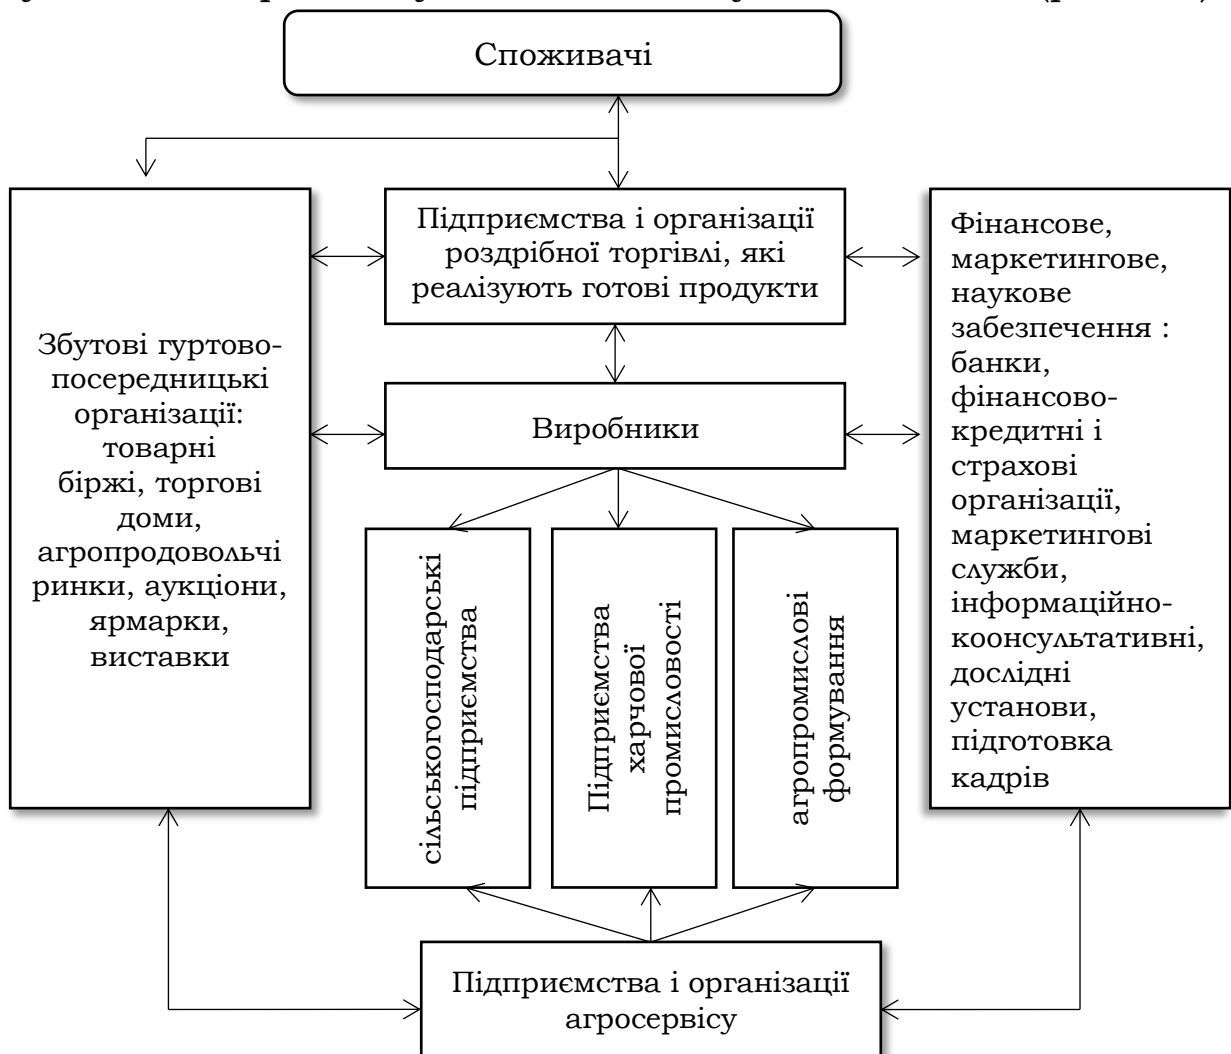 Споживачі
Підприємства і організації
роздрібної торгівлі, які
реалізують готові продукти
Збутові гуртово-
посередницькі
організації:
товарні
біржі, торгові
доми,
агропродовольчі
ринки, аукціони,
ярмарки,
виставки
Виробники
Фінансове,
маркетингове,
наукове
забезпечення :
банки,
фінансово-
кредитні і
страхові
організації,
маркетингові
служби,
інформаційно-
коонсультативні,
дослідні
установи,
підготовка
кадрів
сільськогосподарські
підприємства
Підприємства
харчової
промисловості
агропромислові
формування
Підприємства і організації
агросервісу